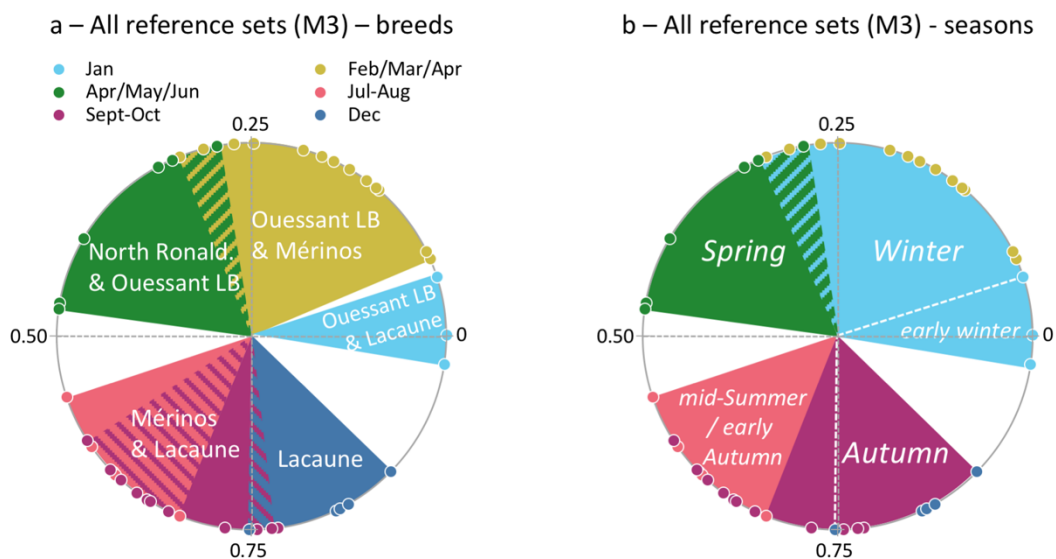 a – All reference sets (M3) – breeds
Jan
Feb/Mar/Apr
Apr/May/Jun
Jul-Aug
Sept-Oct
Dec
0.25
Ouessant LB
& Mérinos
North Ronald.
& Ouessant LB
Ouessant LB
& Lacaune
0.50
0
Mérinos
& Lacaune
Lacaune
0.75
b – All reference sets (M3) - seasons
0.25
Spring
Winter
early winter
0.50
0
mid-Summer
/ early
Autumn
Autumn
0.75